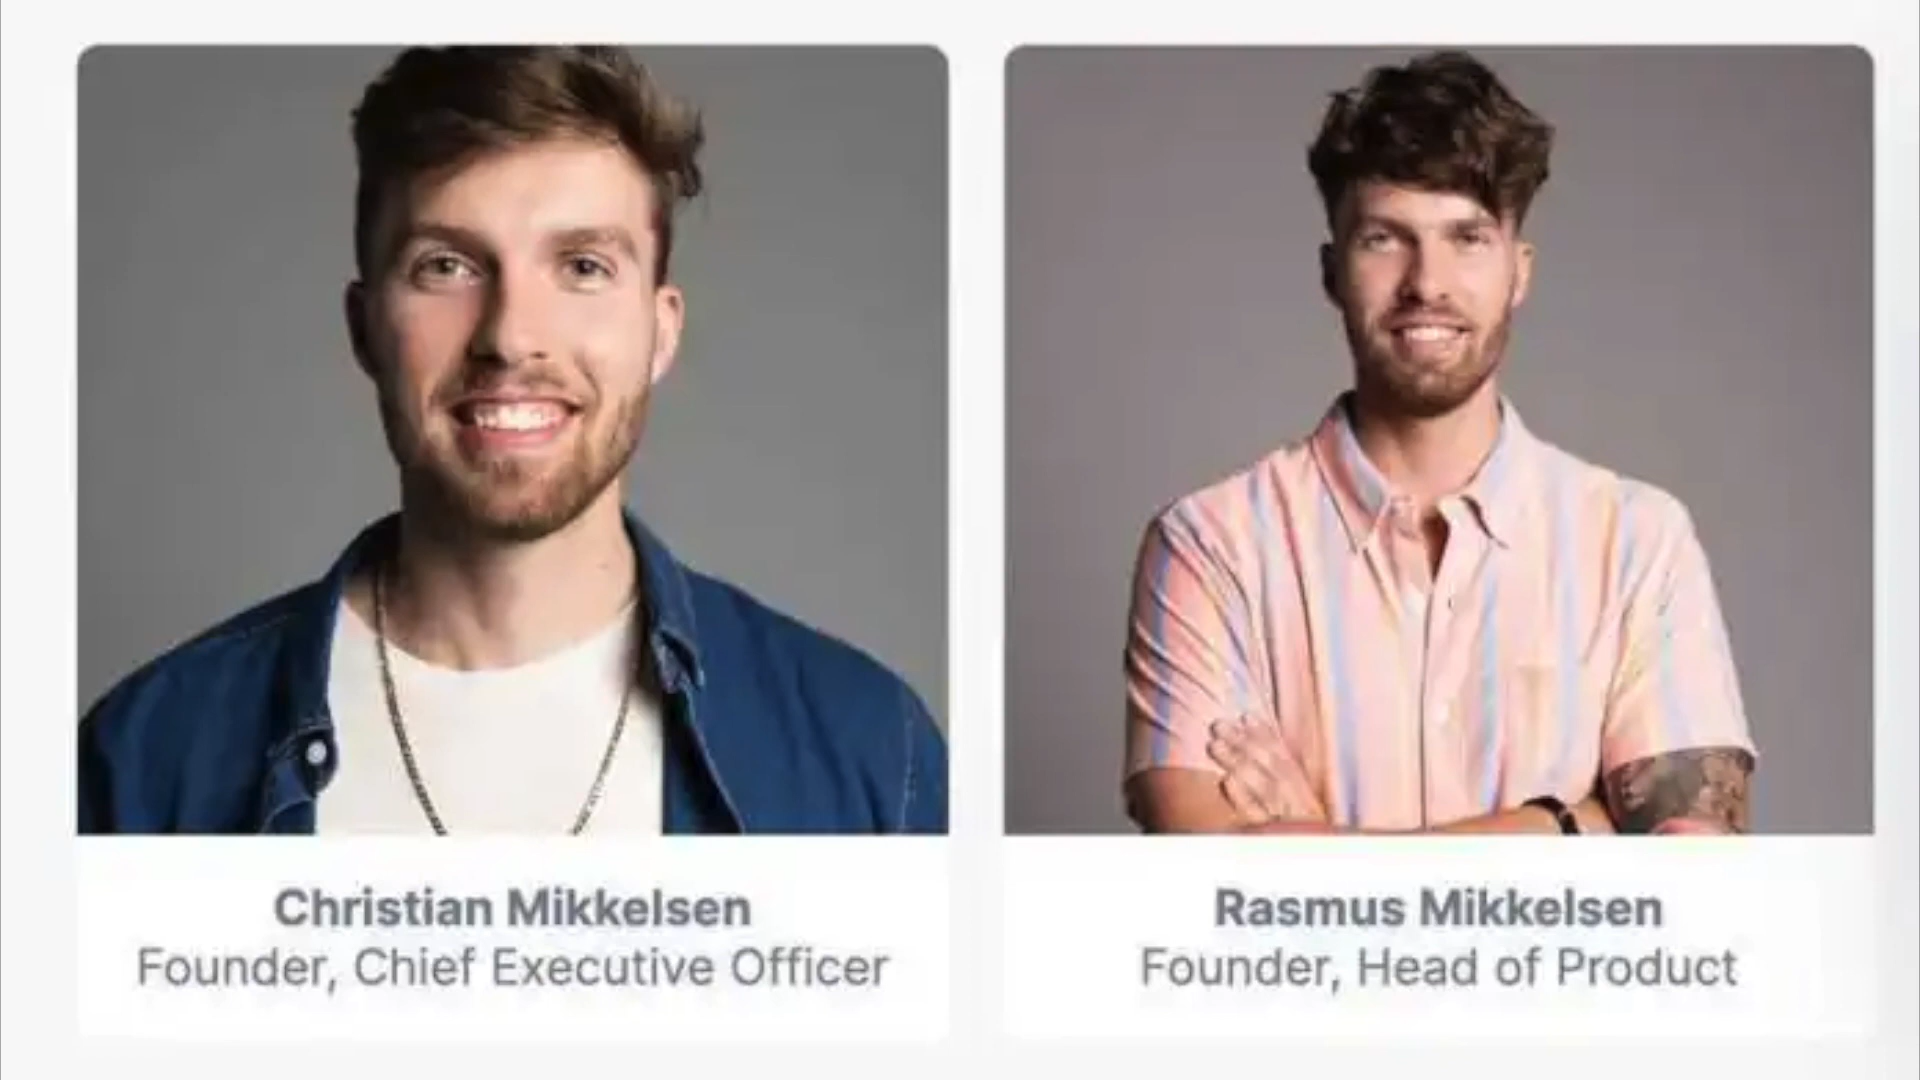 Christian Mikkelsen
Founder, Chief Executive Officer
Rasmus Mikkelsen
Founder, Head of Product